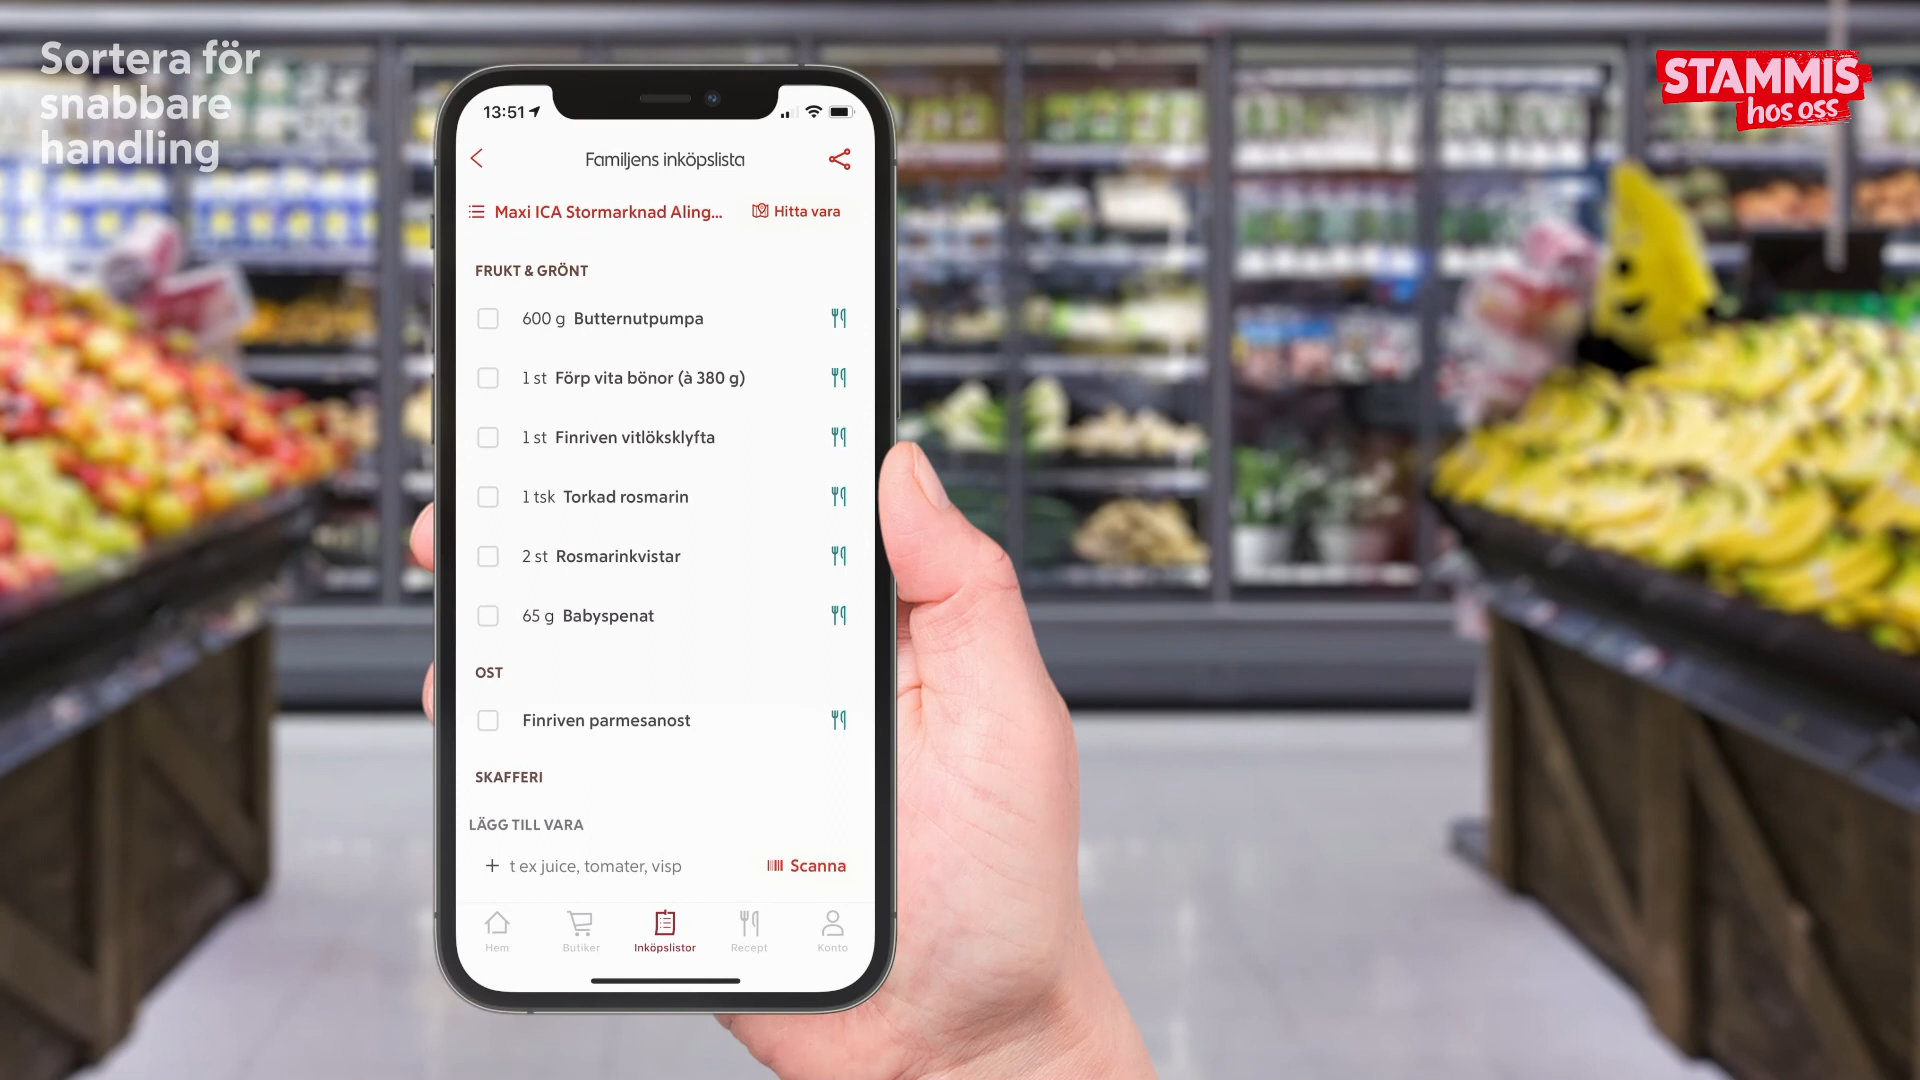 Sortera för
snabbare
handling
STAMMIS
hos oss
13:51
Familjens inköpslista
Maxi ICA Stormarknad Aling...
Hitta vara
FRUKT & GRÖNT
600 g Butternutpumpa
1 st Förp vita bönor (à 380 g)
1 st Finriven vitlöksklyfta
1 tsk Torkad rosmarin
2 st Rosmarinkvistar
65 g Babyspenat
OST
Finriven parmesanost
SKAFFERI
LÄGG TILL VARA
+ t ex juice, tomater, visp
Scanna
Hem
Butiker
Inköpslistor
Recept
Konto